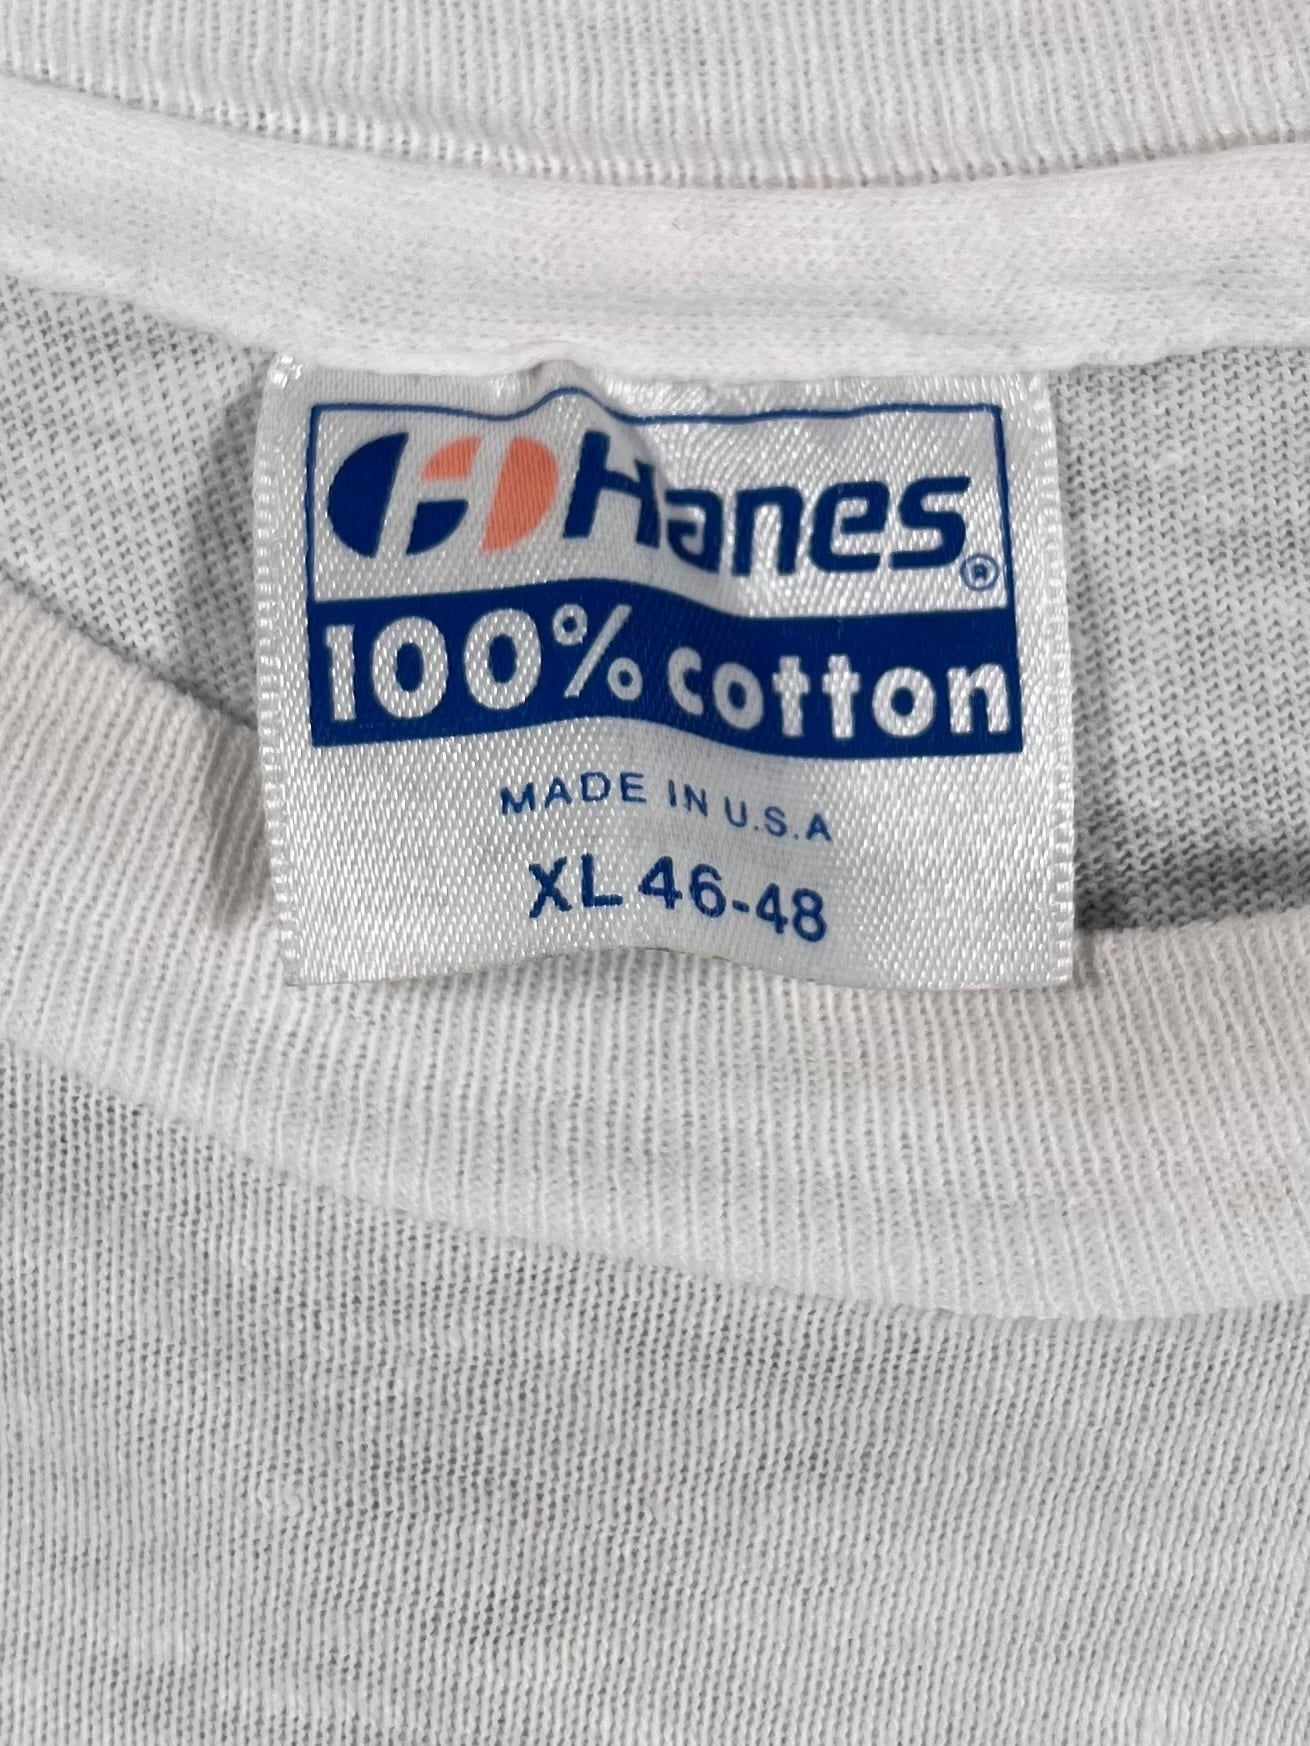 Hanes®
100% cotton
MADE IN U.S.A
XL 46-48